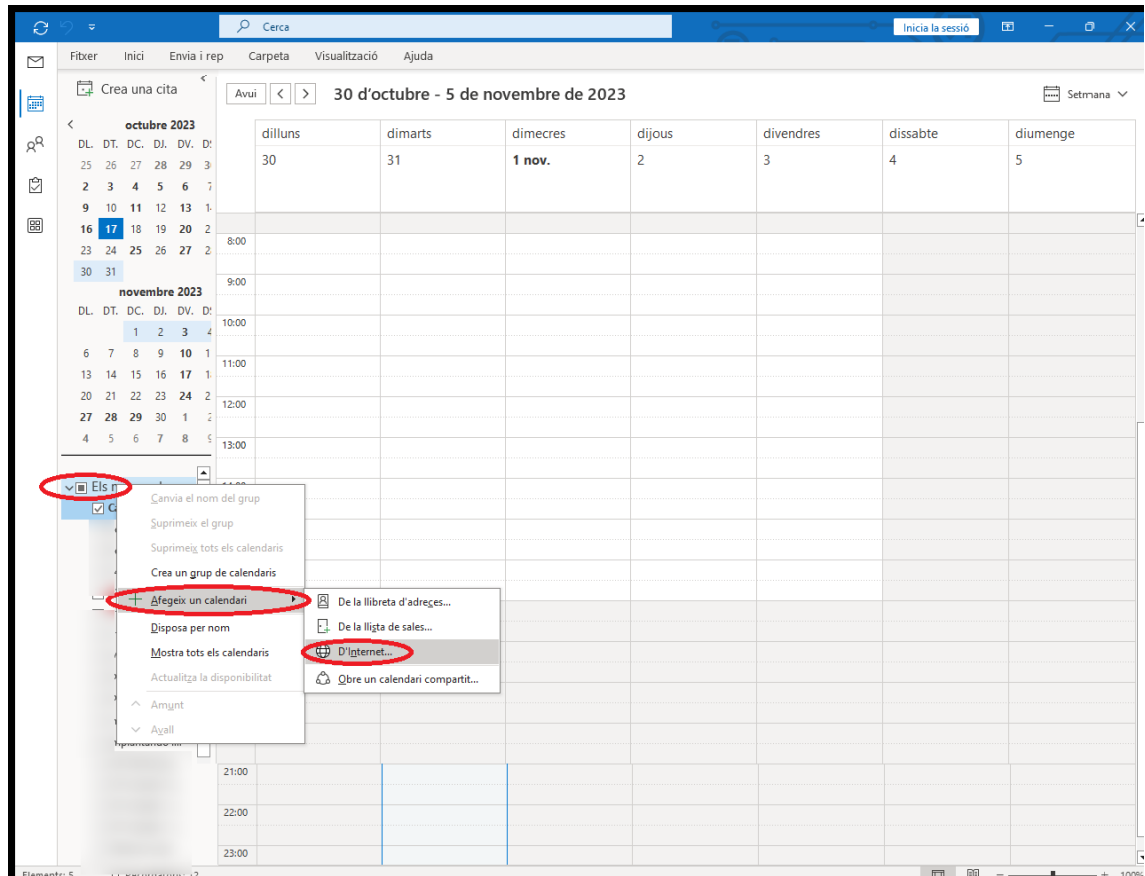 Cerca
Inicia la sessió
Fitxer Inici Envia i rep Carpeta Visualització Ajuda
Crea una cita
Avui 30 d'octubre - 5 de novembre de 2023 Setmana
octubre 2023
DL. DT. DC. DJ. DV.
25 26 27 28 29
2 3 4 5 6 7
9 10 11 12 13
16 17 18 19 20
23 24 25 26 27
30 31
novembre 2023
DL. DT. DC. DJ. DV.
1 2 3 4
6 7 8 9 10
13 14 15 16 17
20 21 22 23 24
27 28 29 30 1
4 5 6 7 8
dilluns dimarts dimecres dijous divendres dissabte diumenge
30 31 1 nov. 2 3 4 5
8:00
9:00
10:00
11:00
12:00
13:00
Els
Canvia el nom del grup
Suprimeix el grup
Suprimeix tots els calendaris
Crea un grup de calendaris
Afegeix un calendari
Disposa per nom
Mostra tots els calendaris
Actualitza la disponibilitat
Amunt
Avall
De la llibreta d'adreces...
De la llista de sales...
D'Internet...
Obre un calendari compartit...
21:00
22:00
23:00
Elements: 5
100%